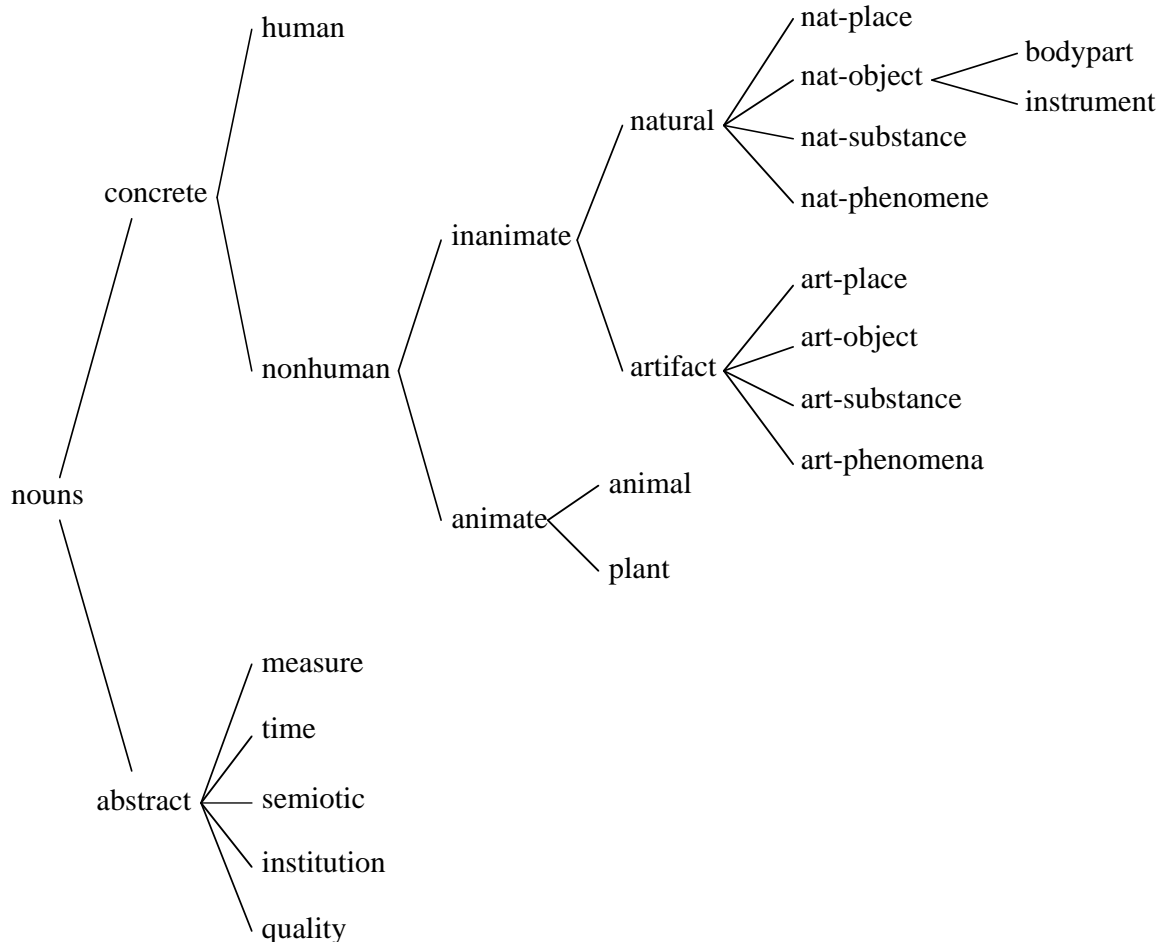 nat-place
human
bodypart
nat-object
instrument
natural
nat-substance
concrete
nat-phenomene
inanimate
art-place
art-object
nonhuman
artifact
art-substance
art-phenomena
animal
nouns
animate
plant
measure
time
semiotic
abstract
institution
quality